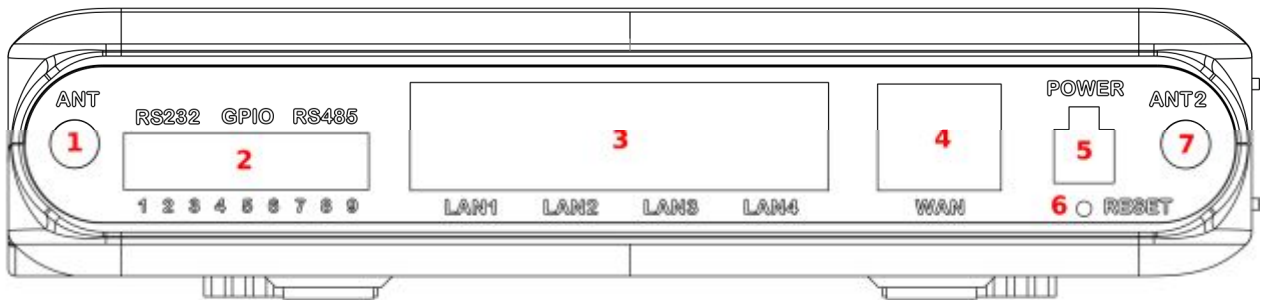 ANT
RS232 GPIO RS485
POWER
ANT2
1
2
3
4
5
7
1 2 3 4 5 6 7 8 9
LAN1 LAN2 LAN3 LAN4
WAN
6 RESET